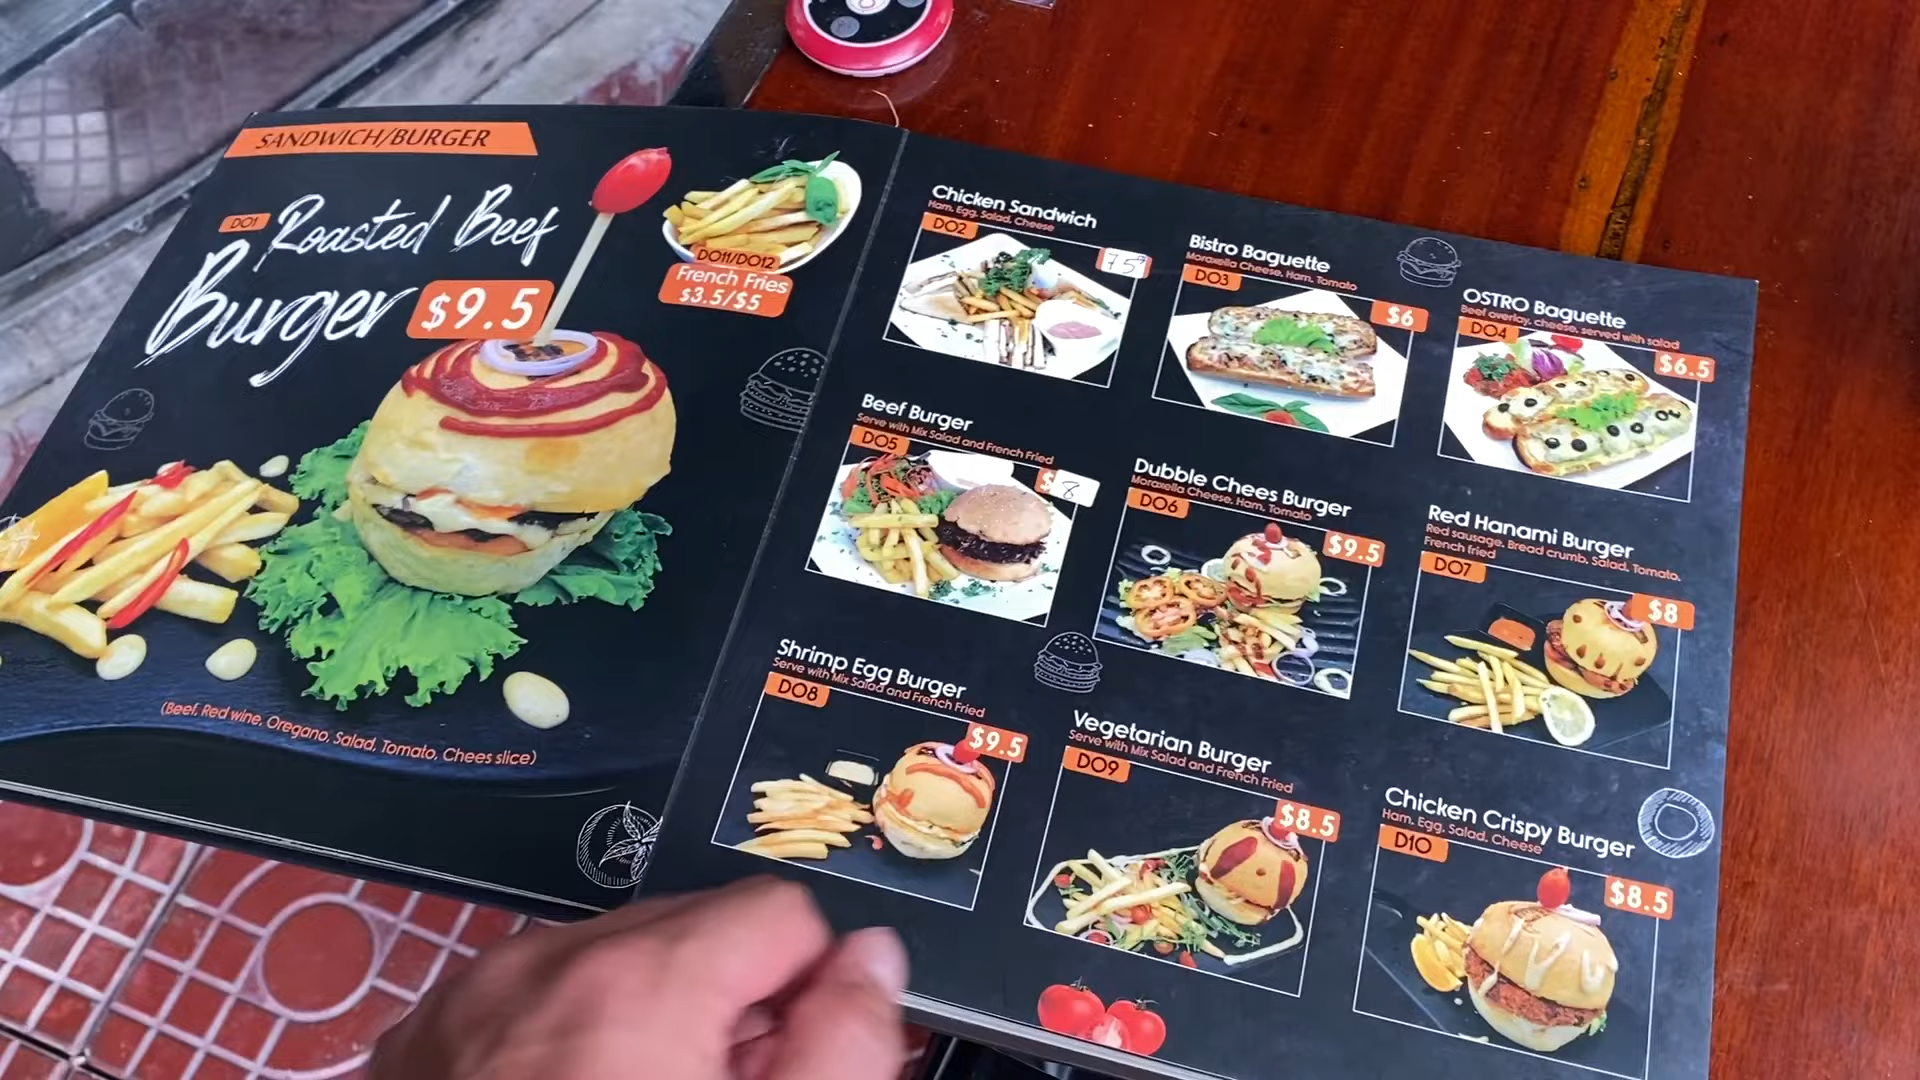 SANDWICH/BURGER
DO1
Roasted Beef
Burger
$9.5
DO11/DO12
French Fries
$3.5/$5
(Beef, Red wine, Oregano, Salad, Tomato, Chees slice)
Chicken Sandwich
Ham, Egg, Salad, Cheese
DO2
Bistro Baguette
Moraxella Cheese, Ham, Tomato
DO3
$6
OSTRO Baguette
Beef overlay, cheese, served with salad
DO4
$6.5
Beef Burger
Serve with Mix Salad and French Fried
DO5
$8
Dubble Chees Burger
Moraxella Cheese, Ham, Tomato
DO6
$9.5
Red Hanami Burger
Red sausage, Bread crumb, Salad, Tomato,
French fried
DO7
$8
Shrimp Egg Burger
Serve with Mix Salad and French Fried
DO8
$9.5
Vegetarian Burger
Serve with Mix Salad and French Fried
DO9
$8.5
Chicken Crispy Burger
Ham, Egg, Salad, Cheese
D10
$8.5